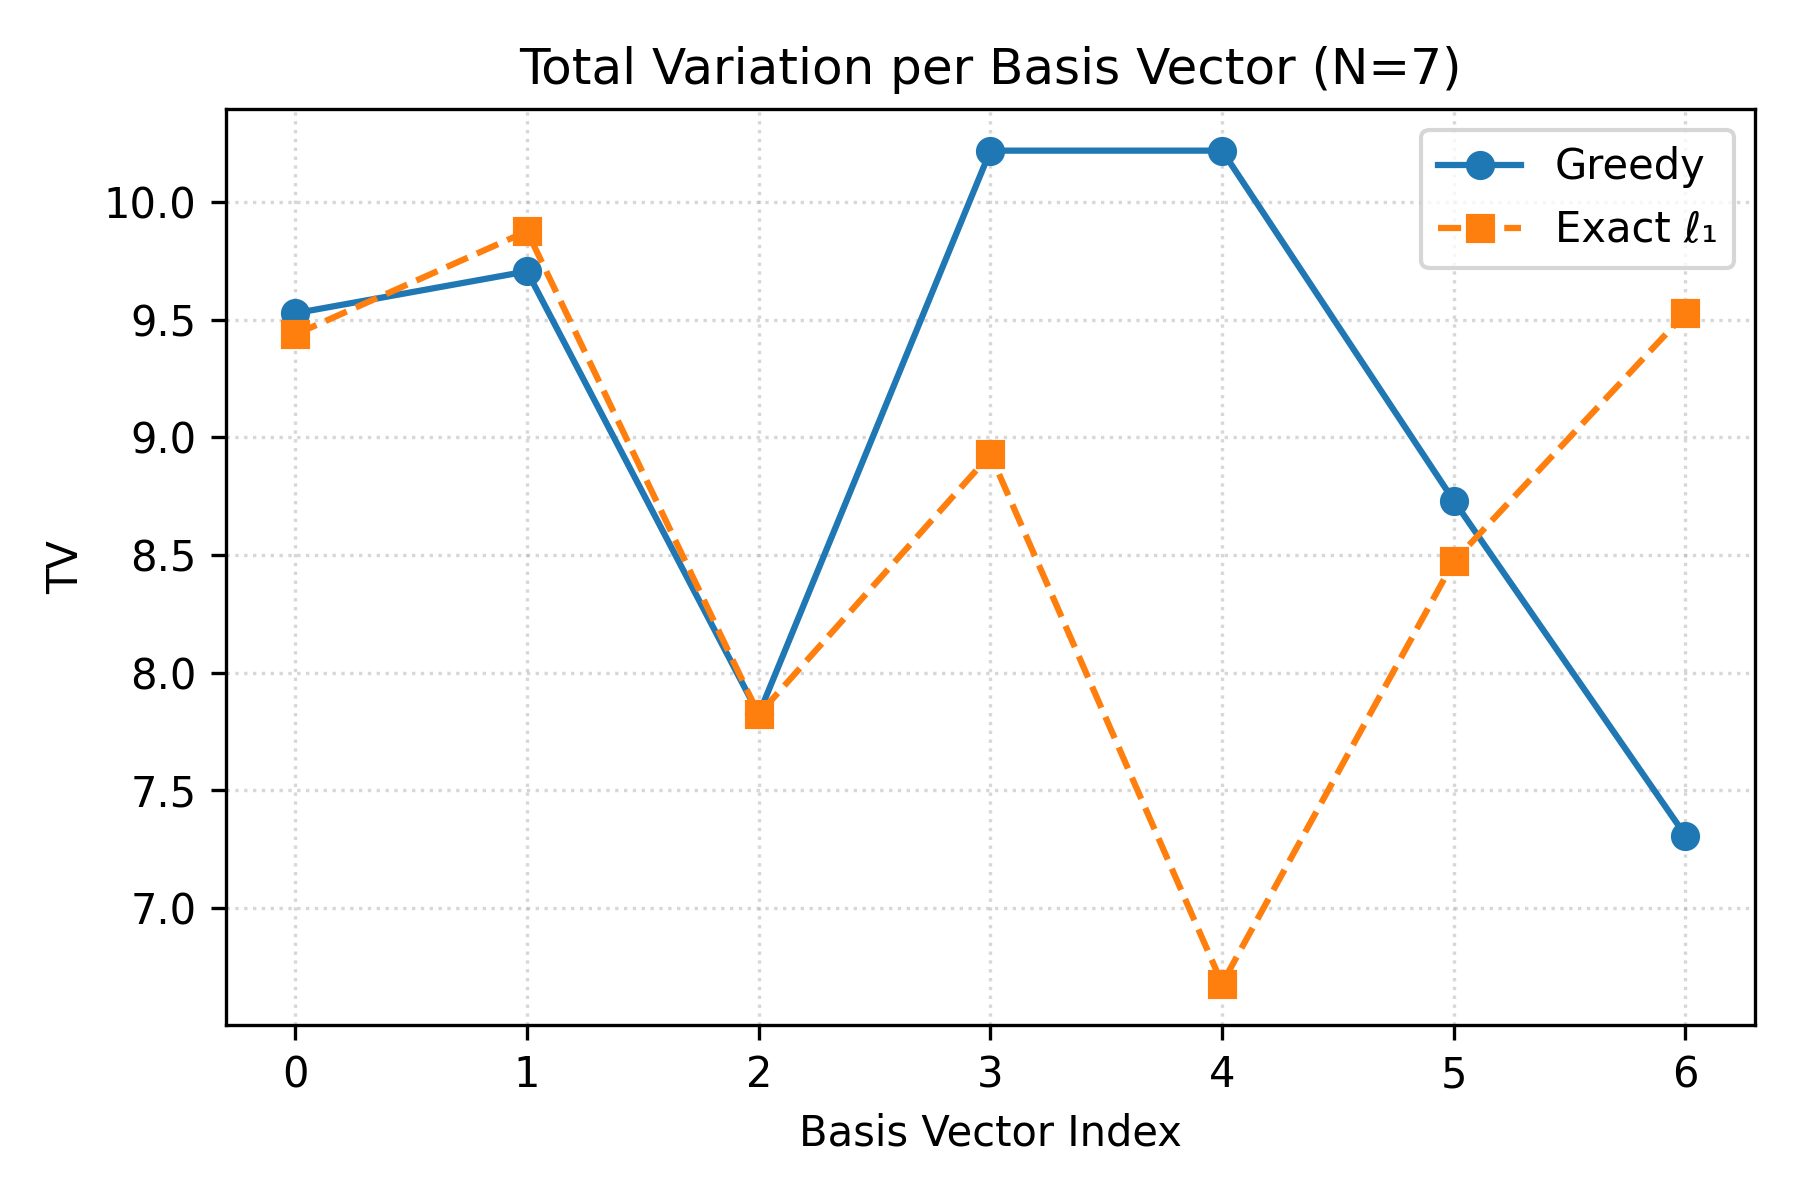 Total Variation per Basis Vector (N=7)
Greedy
Exact ℓ₁
10.0
9.5
9.0
8.5
8.0
7.5
7.0
TV
0 1 2 3 4 5 6
Basis Vector Index